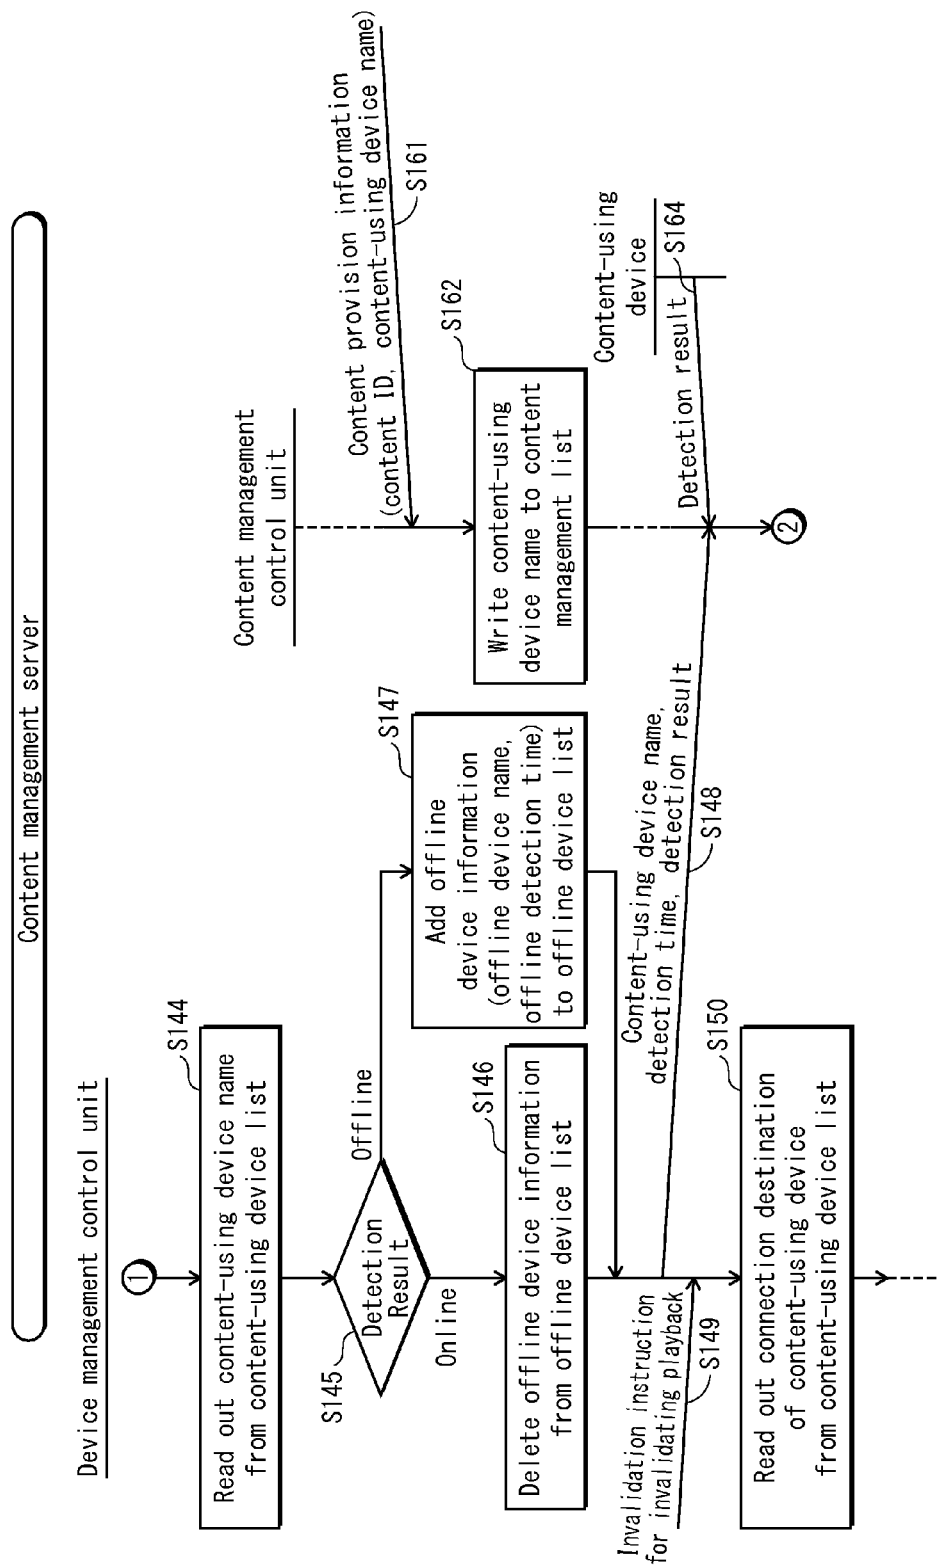 Content management server
Device management control unit
1
Read out content-using device name
from content-using device list
S144
Detection
Result
S145
Offline
Online
Delete offline device information
from offline device list
S146
Add offline
device information
(offline device name,
offline detection time)
to offline device list
S147
Content-using device name,
detection time, detection result
S148
Invalidation instruction
for invalidating playback
S149
Read out connection destination
of content-using device
from content-using device list
S150
Content management
control unit
Content provision information
(content ID, content-using device name)
S161
Write content-using
device name to content
management list
S162
Content-using
device
Detection result
S164
2